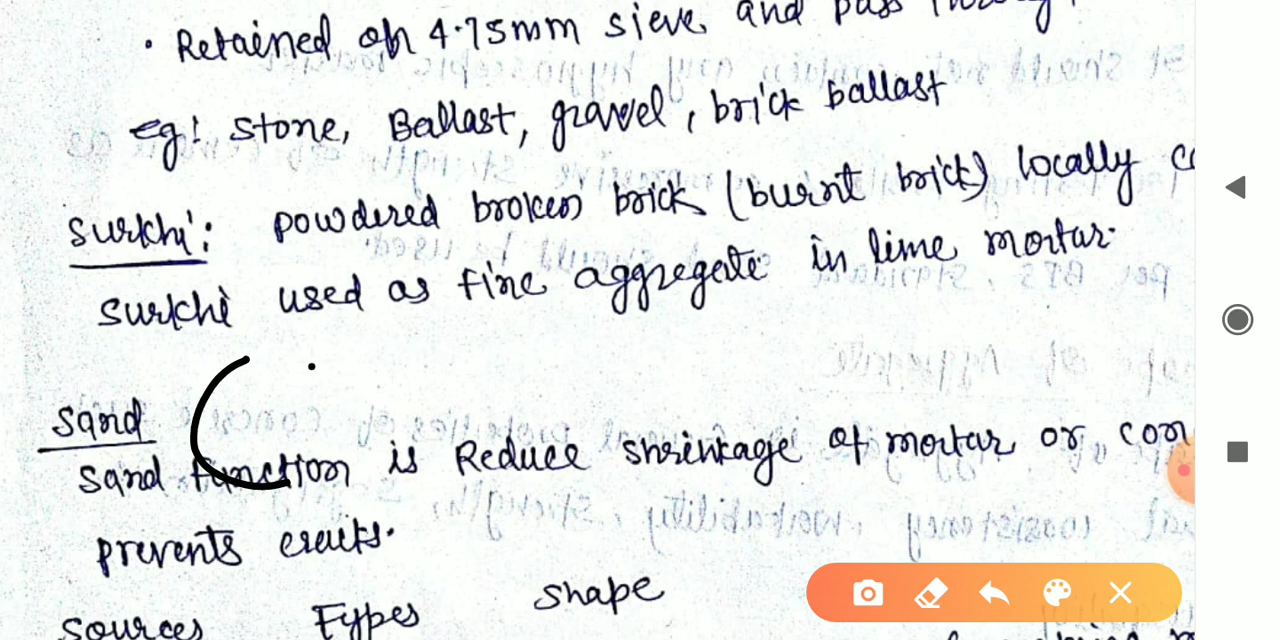 • Retained on 4.75mm sieve and pass
eg: stone, Ballast, gravel, brick ballast
surkhi: powdered broken brick (burnt brick) locally
surkhi used as fine aggregate in lime mortar.
sand
sand function is Reduce shrinkage of mortar or
prevents cracks.
sources Types shape